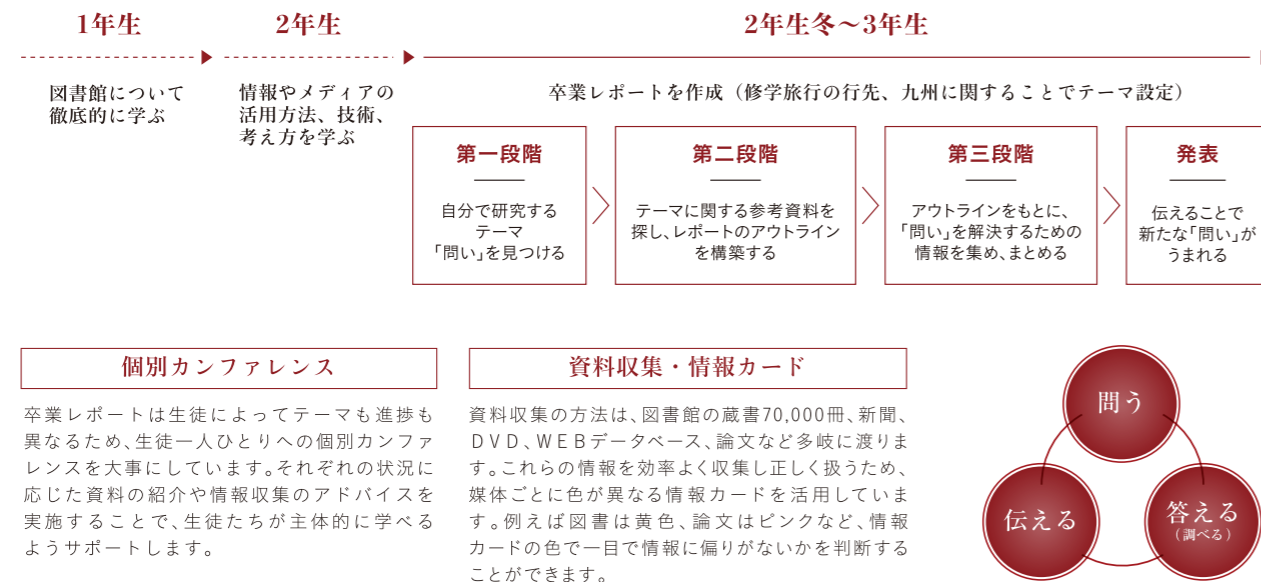 1年生
図書館について
徹底的に学ぶ
2年生
情報やメディアの
活用方法、技術、
考え方を学ぶ
2年生冬〜3年生
卒業レポートを作成（修学旅行の行先、九州に関することでテーマ設定）
第一段階
自分で研究する
テーマ
「問い」を見つける
第二段階
テーマに関する参考資料を
探し、レポートのアウトライン
を構築する
第三段階
アウトラインをもとに、
「問い」を解決するための
情報を集め、まとめる
発表
伝えることで
新たな「問い」が
うまれる
個別カンファレンス
卒業レポートは生徒によってテーマも進捗も
異なるため、生徒一人ひとりへの個別カンファ
レンスを大事にしています。それぞれの状況に
応じた資料の紹介や情報収集のアドバイスを
実施することで、生徒たちが主体的に学べる
ようサポートします。
資料収集・情報カード
資料収集の方法は、図書館の蔵書70,000冊、新聞、
DVD、WEBデータベース、論文など多岐に渡りま
す。これらの情報を効率よく収集し正しく扱うため、
媒体ごとに色が異なる情報カードを活用していま
す。例えば図書は黄色、論文はピンクなど、情報
カードの色で一目で情報に偏りがないかを判断する
ことができます。
問う
伝える
答える
（調べる）